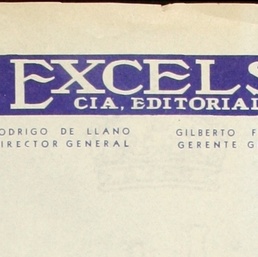 EXCELS
CIA, EDITORIAL
ODRIGO DE LLANO GILBERTO F
IRECTOR GENERAL GERENTE G